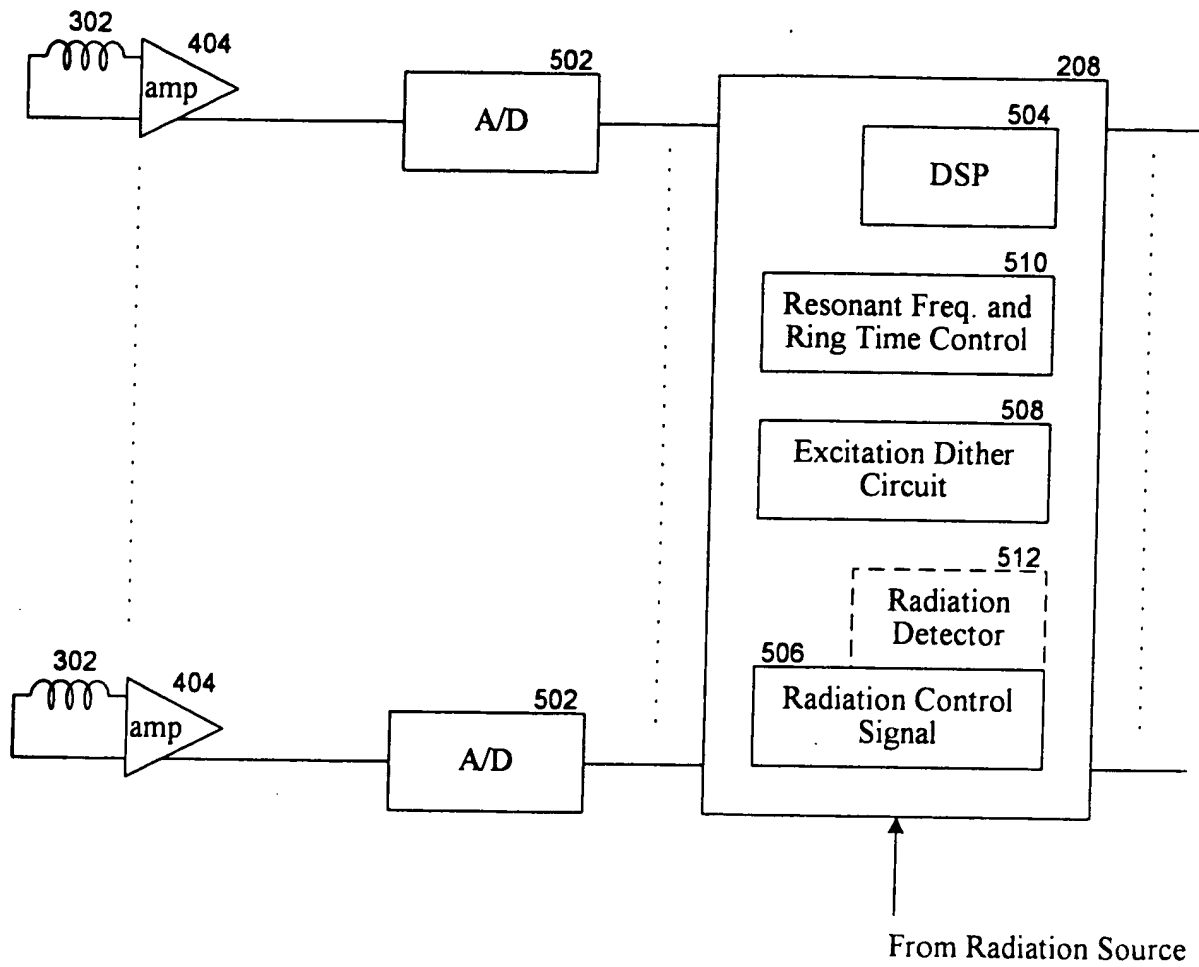 302
404
amp
502
A/D
208
504
DSP
510
Resonant Freq. and
Ring Time Control
508
Excitation Dither
Circuit
512
Radiation
Detector
506
Radiation Control
Signal
302
404
amp
502
A/D
From Radiation Source